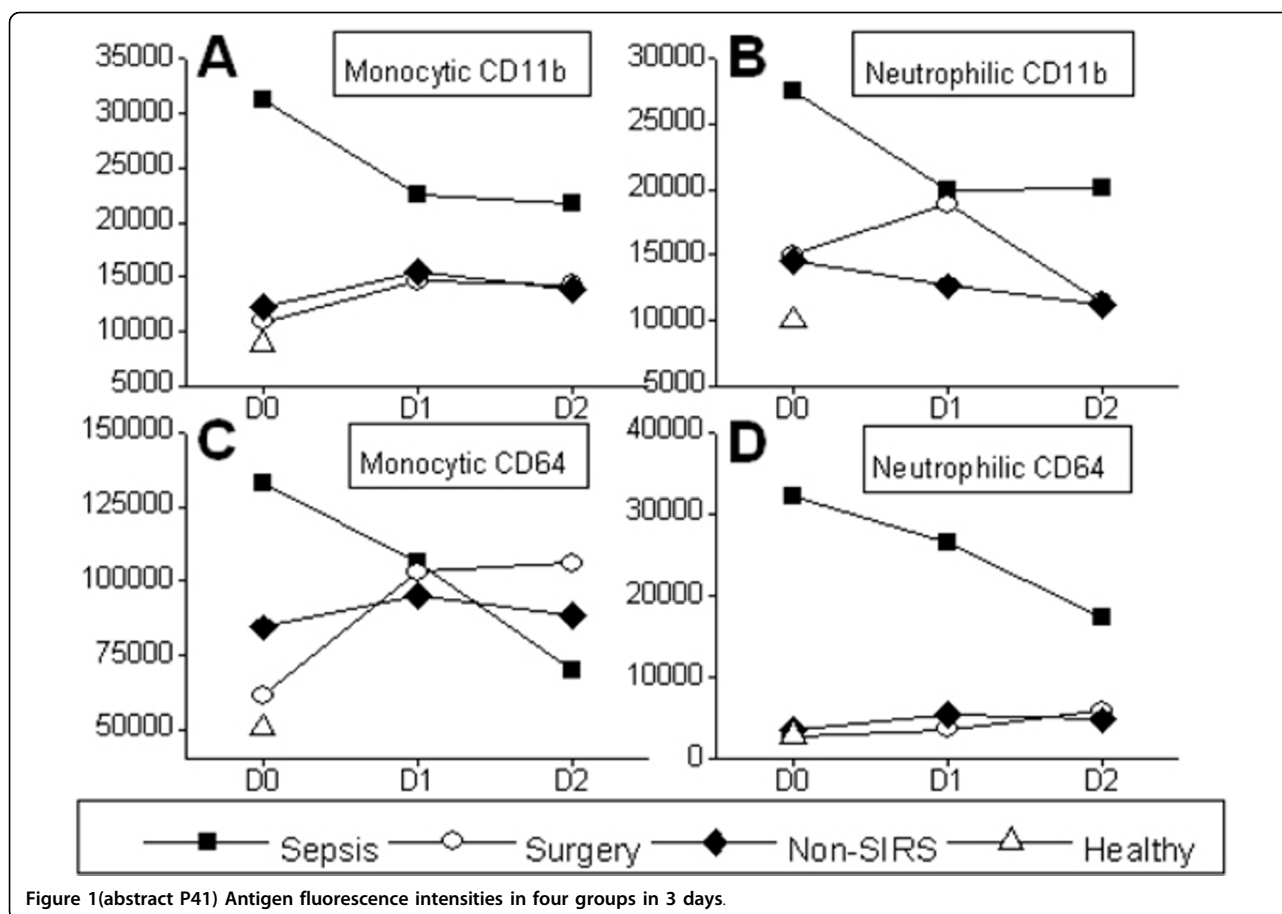 A
Monocytic CD11b
35000
30000
25000
20000
15000
10000
5000
D0 D1 D2
B
Neutrophilic CD11b
30000
25000
20000
15000
10000
5000
D0 D1 D2
C
Monocytic CD64
150000
125000
100000
75000
50000
D0 D1 D2
D
Neutrophilic CD64
40000
30000
20000
10000
0
D0 D1 D2
Sepsis Surgery Non-SIRS Healthy
Figure 1(abstract P41) Antigen fluorescence intensities in four groups in 3 days.